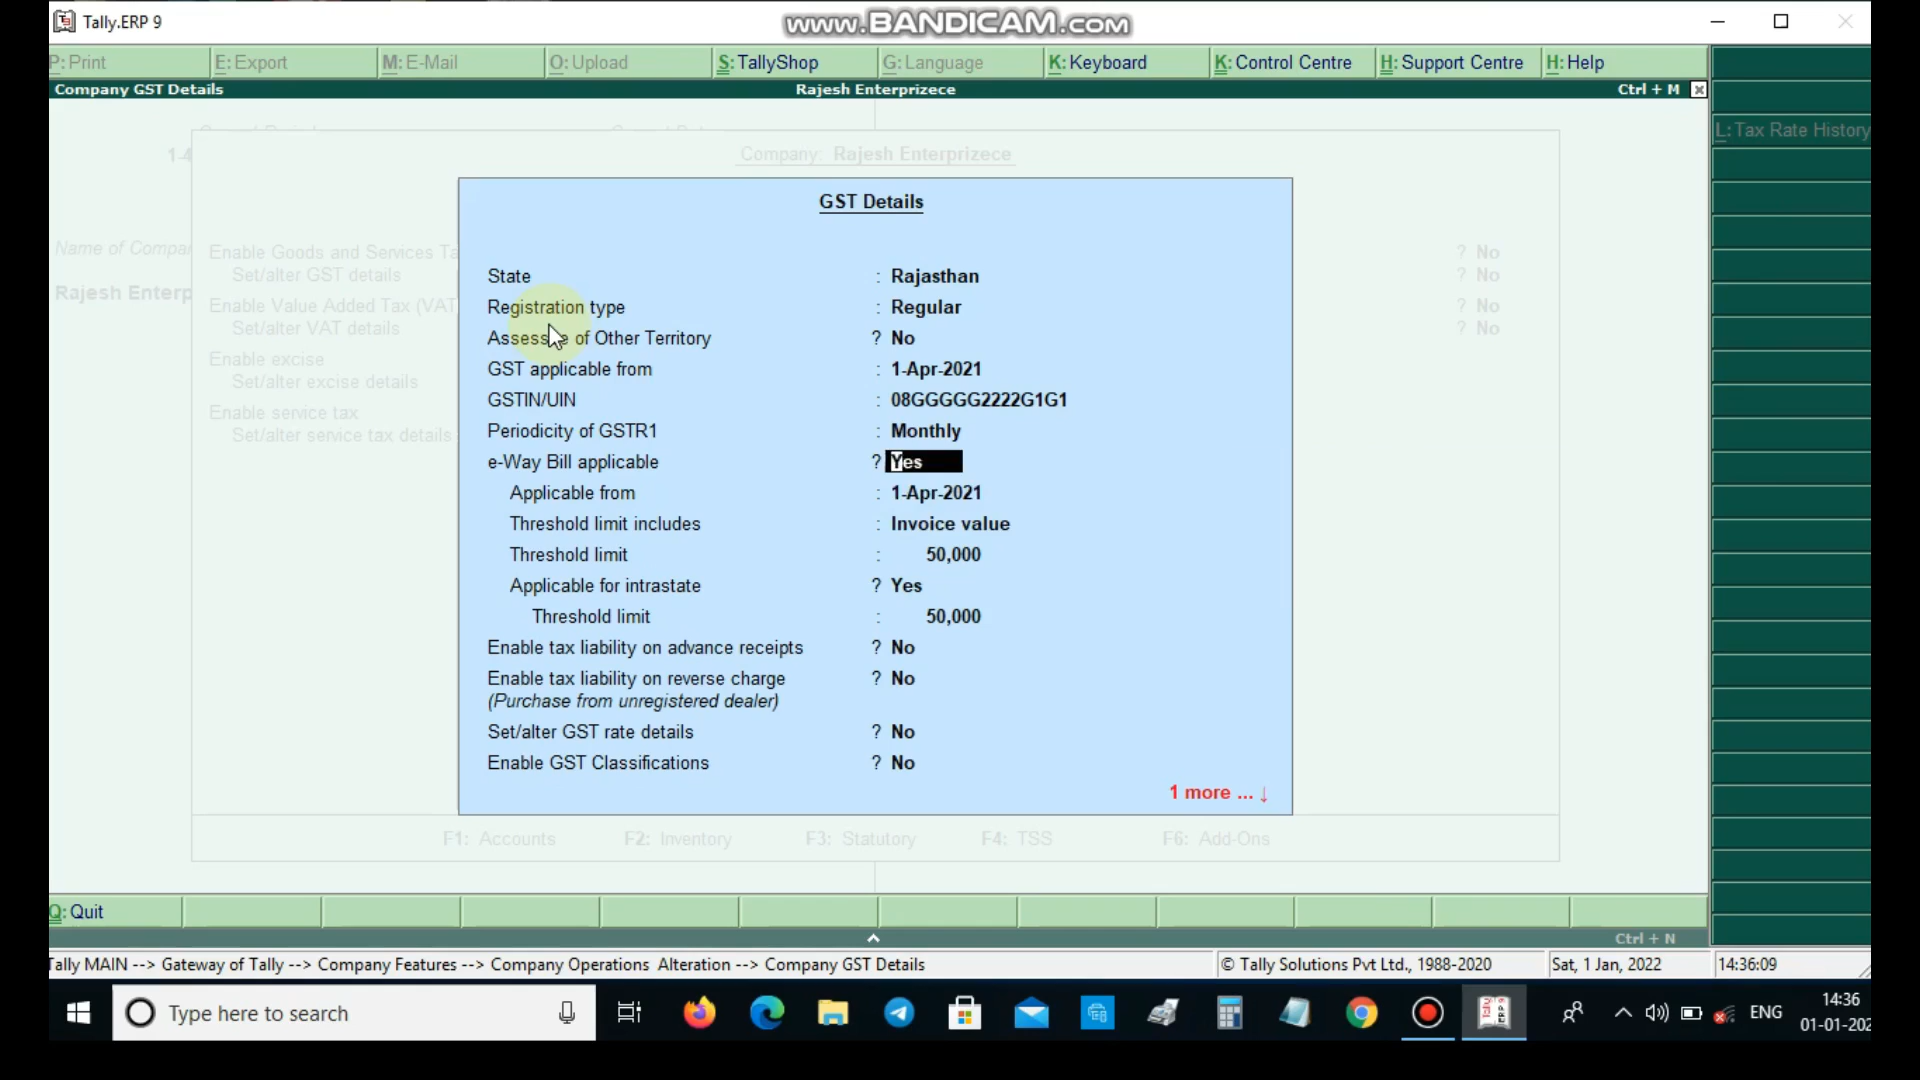 Tally.ERP 9
www.BANDICAM.com
P: Print E: Export M: E-Mail O: Upload S: TallyShop G: Language K: Keyboard K: Control Centre H: Support Centre H: Help
Company GST Details Rajesh Enterprizece Ctrl + M
L: Tax Rate History
1-4
Company: Rajesh Enterprizece
GST Details
Name of Compan
Enable Goods and Services Ta ? No
Set/alter GST details ? No
Rajesh Enterp
Enable Value Added Tax (VAT ? No
Set/alter VAT details ? No
Enable excise
Set/alter excise details
Enable service tax
Set/alter service tax details
State : Rajasthan
Registration type : Regular
Assessee of Other Territory ? No
GST applicable from : 1-Apr-2021
GSTIN/UIN : 08GGGGG2222G1G1
Periodicity of GSTR1 : Monthly
e-Way Bill applicable ? Yes
Applicable from : 1-Apr-2021
Threshold limit includes : Invoice value
Threshold limit : 50,000
Applicable for intrastate ? Yes
Threshold limit : 50,000
Enable tax liability on advance receipts ? No
Enable tax liability on reverse charge ? No
(Purchase from unregistered dealer)
Set/alter GST rate details ? No
Enable GST Classifications ? No
1 more ... ↓
F1: Accounts F2: Inventory F3: Statutory F4: TSS F6: Add-Ons
Q: Quit
Ctrl + N
Tally MAIN --> Gateway of Tally --> Company Features --> Company Operations Alteration --> Company GST Details © Tally Solutions Pvt Ltd., 1988-2020 Sat, 1 Jan, 2022 14:36:09
Type here to search
ENG
14:36
01-01-202